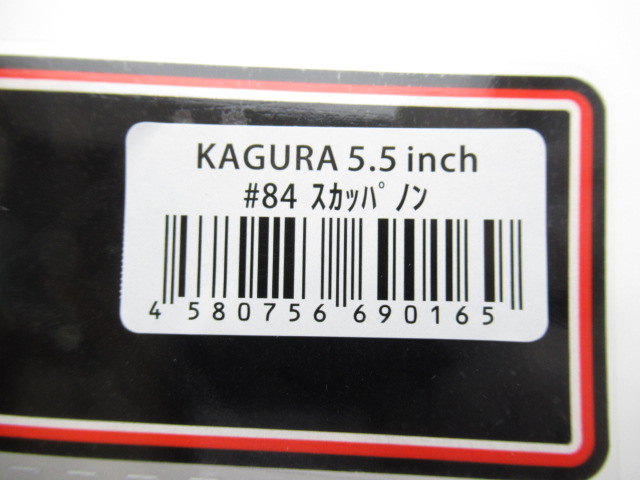 KAGURA 5.5 inch
#84 ｽｶｯﾊﾟﾉﾝ
4 580756 690165